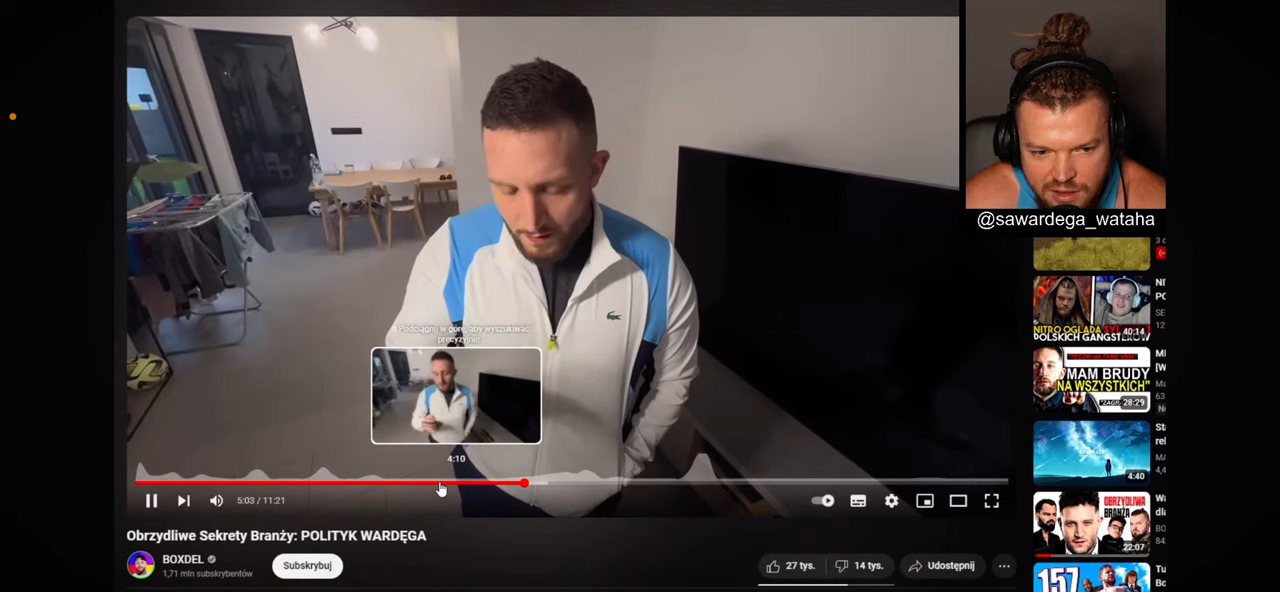 @sawardega_wataha
Podciągnij w górę, aby wyszukiwać
precyzyjnie
4:10
5:03 / 11:21
Obrzydliwe Sekrety Branży: POLITYK WARDĘGA
BOXDEL
1,71 mln subskrybentów
Subskrybuj
27 tys.
14 tys.
Udostępnij
NITRO OGLĄDA
POLSKICH GANGSTERÓW
40:14
"MAM BRUDY
NA WSZYSTKICH"
28:29
4:40
OBRZYDLIWA
BRANŻA
22:07
157